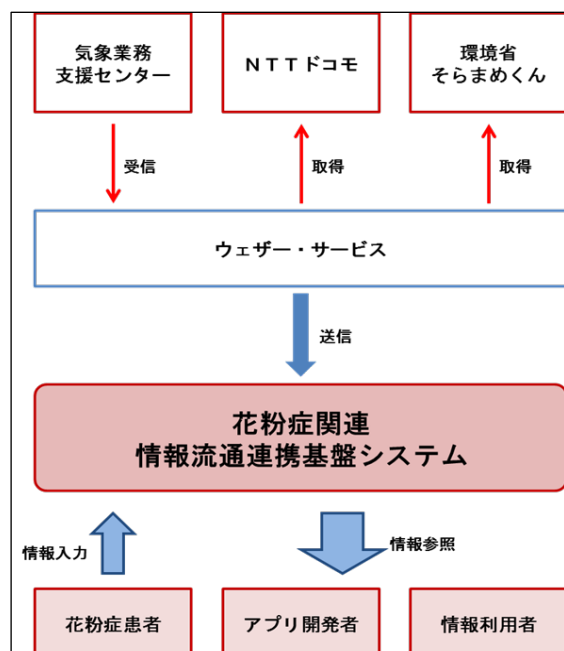 気象業務
支援センター
ＮＴＴドコモ
環境省
そらまめくん
受信
取得
取得
ウェザー・サービス
送信
花粉症関連
情報流通連携基盤システム
情報入力
情報参照
花粉症患者
アプリ開発者
情報利用者